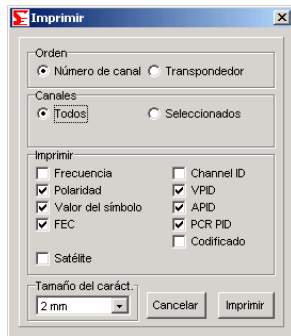 Imprimir
Orden
Número de canal Transpondedor
Canales
Todos Seleccionados
Imprimir
Frecuencia Channel ID
Polaridad VPID
Valor del símbolo APID
FEC PCR PID
Codificado
Satélite
Tamaño del caráct.
2 mm Cancelar Imprimir